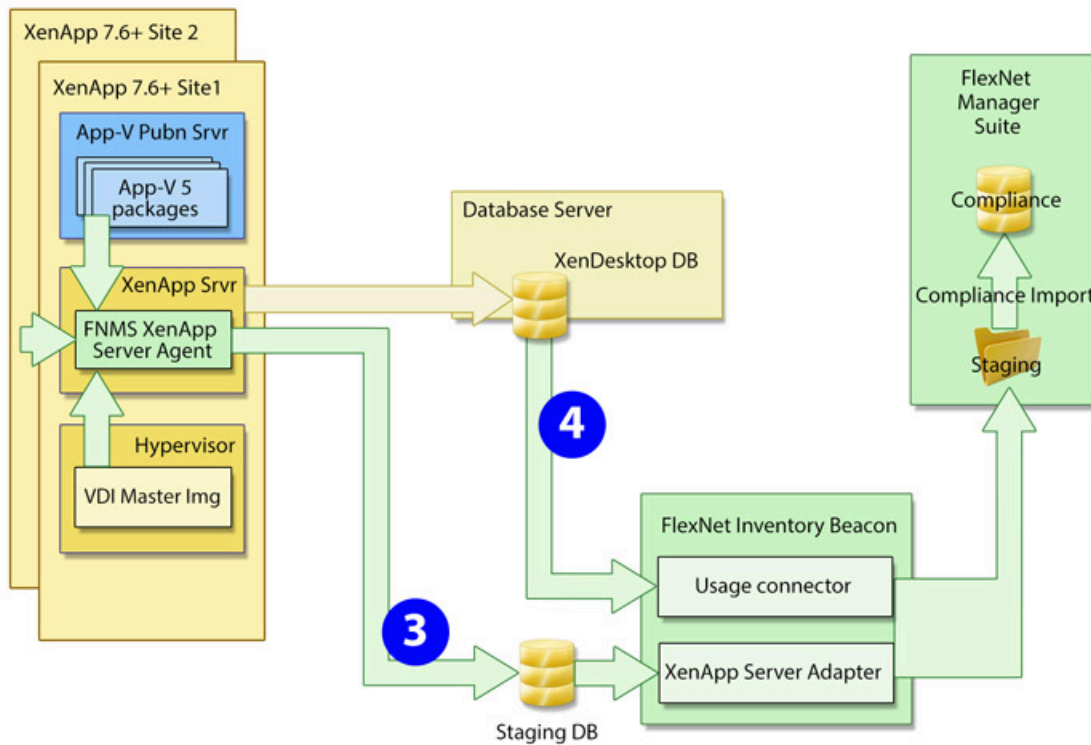 XenApp 7.6+ Site 2
XenApp 7.6+ Site1
App-V Pubn Srvr
App-V 5
packages
XenApp Srvr
FNMS XenApp
Server Agent
Hypervisor
VDI Master Img
Database Server
XenDesktop DB
4
3
Staging DB
FlexNet Inventory Beacon
Usage connector
XenApp Server Adapter
FlexNet
Manager
Suite
Compliance
Compliance Import
Staging